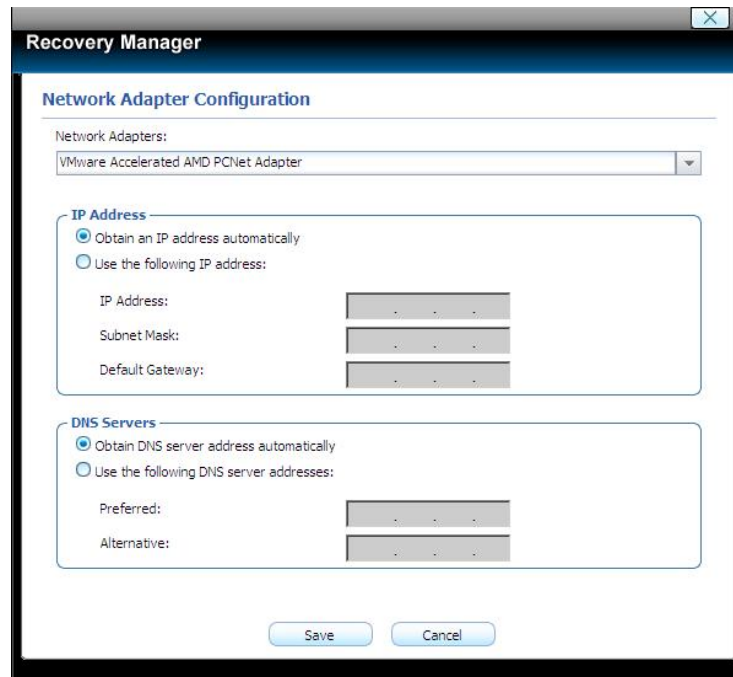 Recovery Manager
Network Adapter Configuration
Network Adapters:
VMware Accelerated AMD PCNet Adapter
IP Address
Obtain an IP address automatically
Use the following IP address:
IP Address:
. . .
Subnet Mask:
. . .
Default Gateway:
. . .
DNS Servers
Obtain DNS server address automatically
Use the following DNS server addresses:
Preferred:
. . .
Alternative:
. . .
Save Cancel